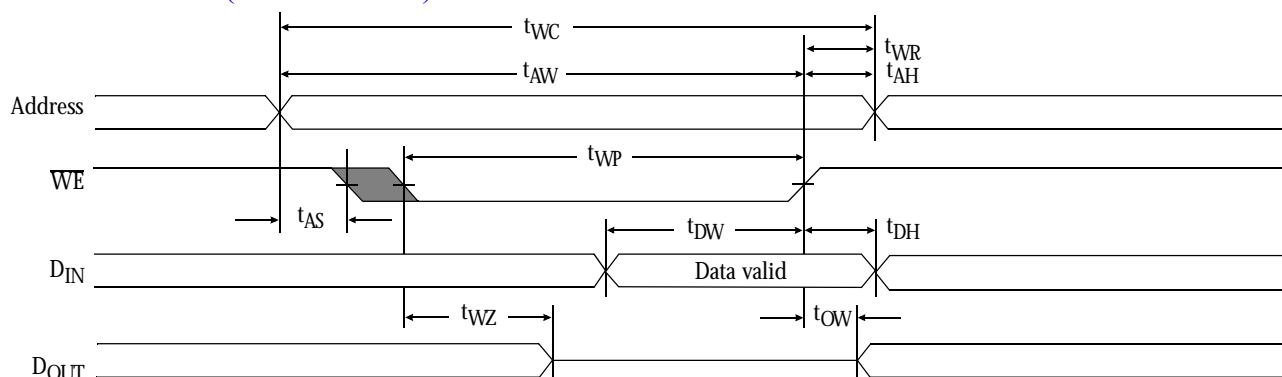 tWC
tWR
tAW
tAH
Address
tWP
WE
tAS
tDW
tDH
DIN
Data valid
tWZ
tOW
DOUT